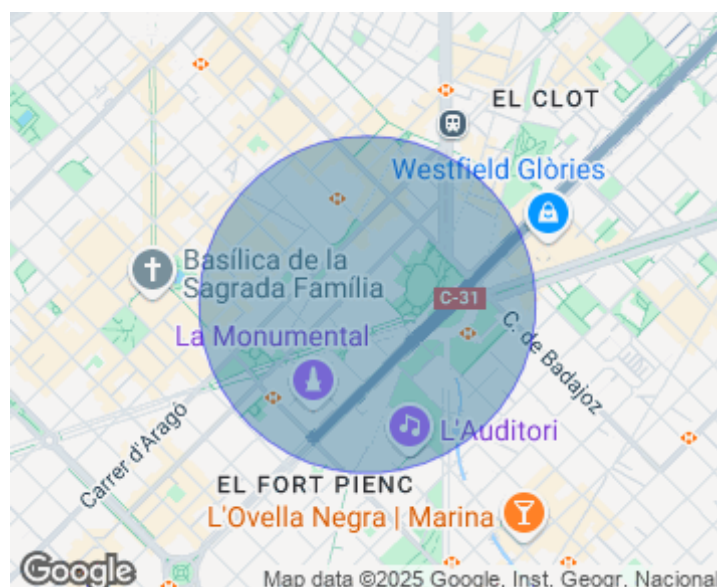 EL CLOT
Westfield Glòries
Basílica de la
Sagrada Família
C-31
La Monumental
C. de Badajoz
Carrer d'Aragó
L'Auditori
EL FORT PIENC
L'Ovella Negra | Marina
Google
Map data ©2025 Google, Inst. Geogr. Nacional